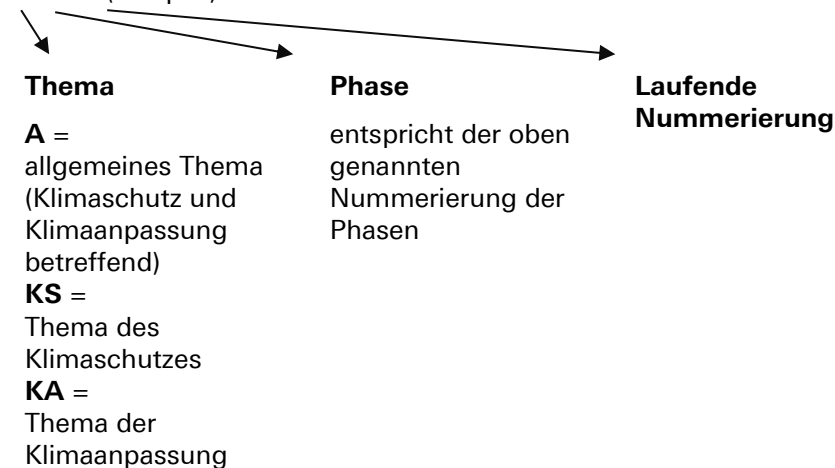 Thema
A =
allgemeines Thema
(Klimaschutz und
Klimaanpassung
betreffend)
KS =
Thema des
Klimaschutzes
KA =
Thema der
Klimaanpassung
Phase
entspricht der oben
genannten
Nummerierung der
Phasen
Laufende
Nummerierung